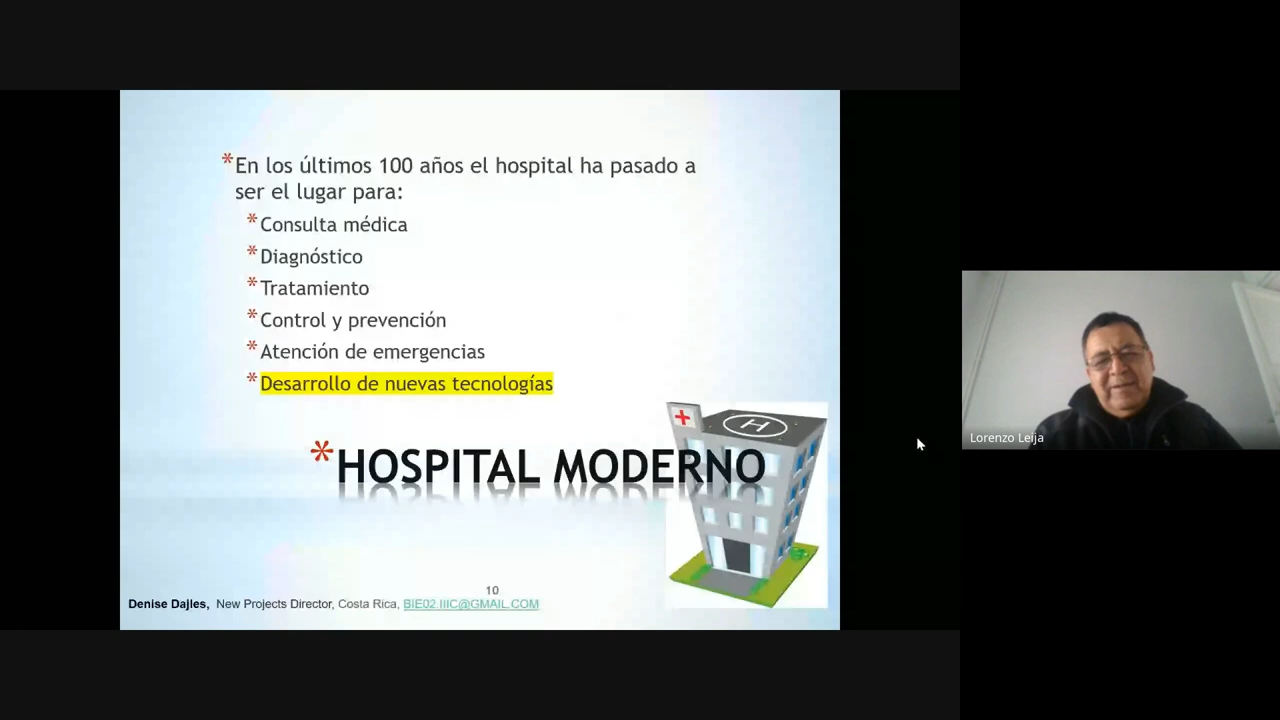 *En los últimos 100 años el hospital ha pasado a
ser el lugar para:
*Consulta médica
*Diagnóstico
*Tratamiento
*Control y prevención
*Atención de emergencias
*Desarrollo de nuevas tecnologías
*HOSPITAL MODERNO
H
10
Denise Dajles, New Projects Director, Costa Rica, BIE02.IIIC@GMAIL.COM
Lorenzo Leija